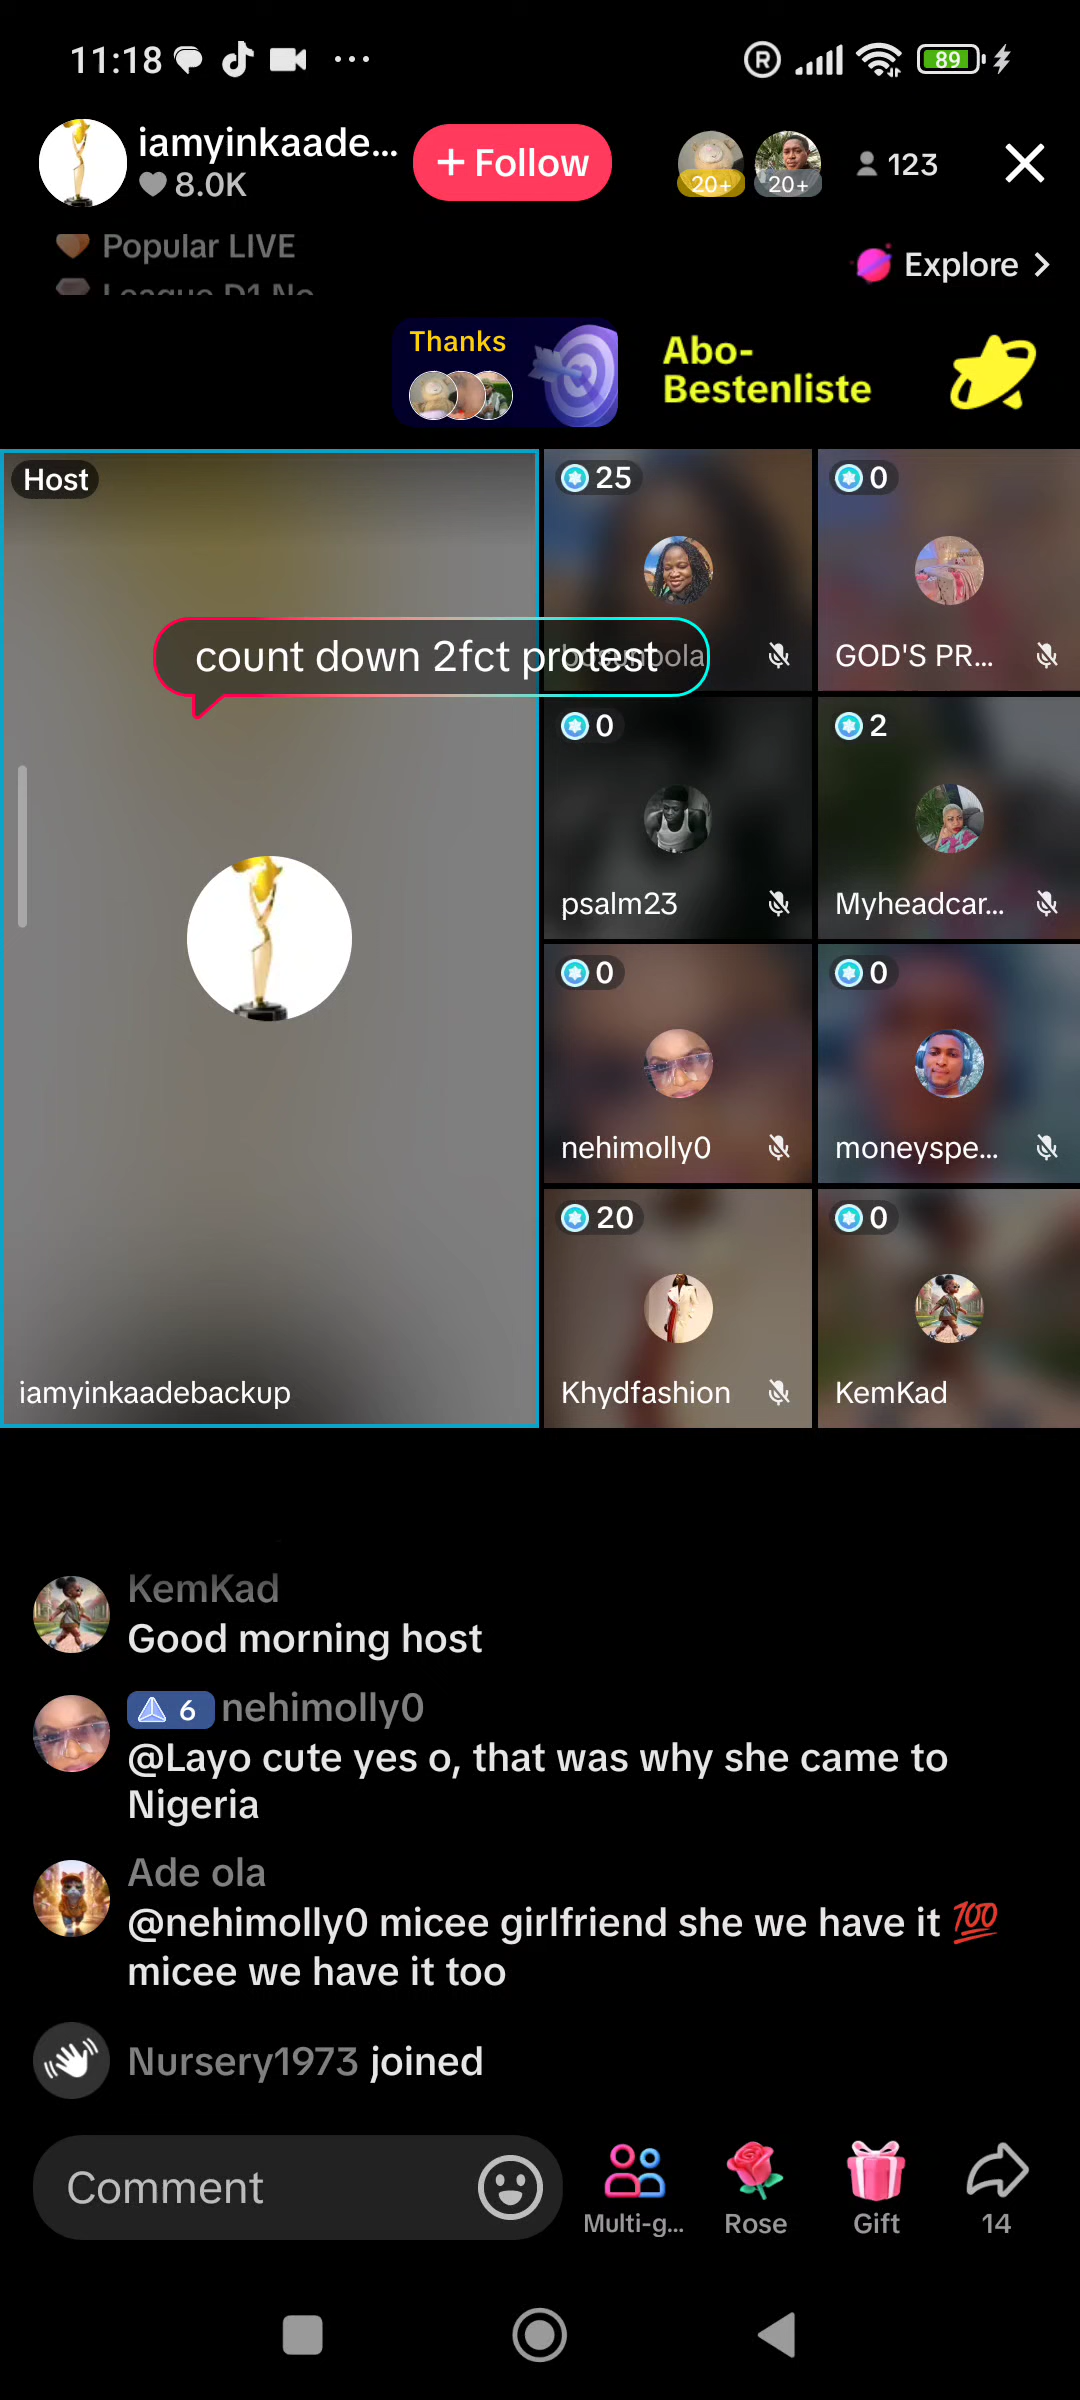 11:18
R
89
iamyinkaade...
8.0K
+ Follow
20+
20+
123
Popular LIVE
League D1 No
Explore >
Thanks
Abo-
Bestenliste
Host
25
0
count down 2fct protest
GOD'S PR...
0
2
psalm23
Myheadcar...
0
0
nehimolly0
moneyspe...
20
0
iamyinkaadebackup
Khydfashion
KemKad
KemKad
Good morning host
6 nehimolly0
@Layo cute yes o, that was why she came to
Nigeria
Ade ola
@nehimolly0 micee girlfriend she we have it 💯
micee we have it too
Nursery1973 joined
Comment
Multi-g...
Rose
Gift
14